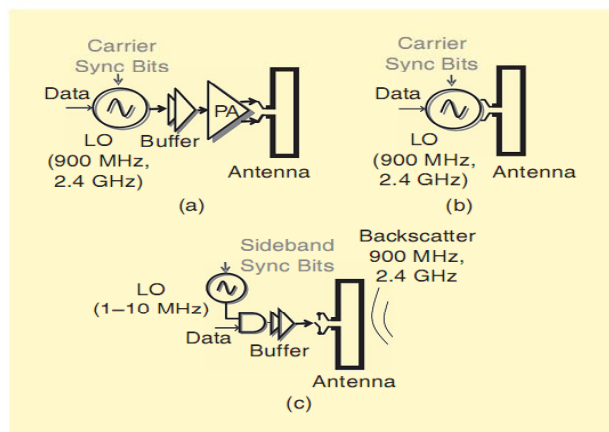 Carrier
Sync Bits
Data
PA
LO
Buffer
(900 MHz,
2.4 GHz)
Antenna
(a)
Carrier
Sync Bits
Data
LO
(900 MHz,
2.4 GHz)
Antenna
(b)
Sideband
Sync Bits
Backscatter
900 MHz,
2.4 GHz
LO
(1–10 MHz)
Data
Buffer
Antenna
(c)